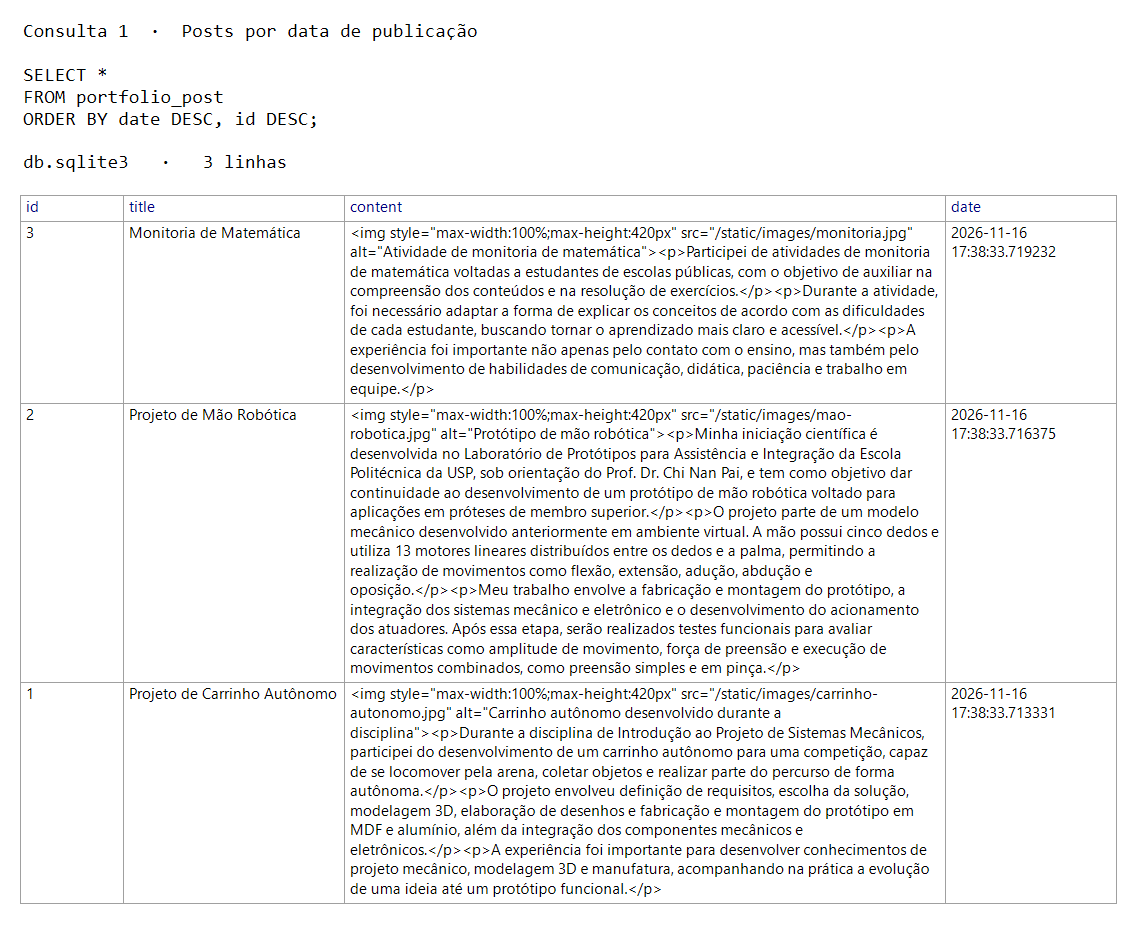 Consulta 1  ·  Posts por data de publicação
SELECT *
FROM portfolio_post
ORDER BY date DESC, id DESC;
db.sqlite3   ·   3 linhas
id title content date
3 Monitoria de Matemática <img style="max-width:100%;max-height:420px" src="/static/images/monitoria.jpg" 2026-11-16
alt="Atividade de monitoria de matemática"><p>Participei de atividades de monitoria 17:38:33.719232
de matemática voltadas a estudantes de escolas públicas, com o objetivo de auxiliar na
compreensão dos conteúdos e na resolução de exercícios.</p><p>Durante a atividade,
foi necessário adaptar a forma de explicar os conceitos de acordo com as dificuldades
de cada estudante, buscando tornar o aprendizado mais claro e acessível.</p><p>A
experiência foi importante não apenas pelo contato com o ensino, mas também pelo
desenvolvimento de habilidades de comunicação, didática, paciência e trabalho em
equipe.</p>
2 Projeto de Mão Robótica <img style="max-width:100%;max-height:420px" src="/static/images/mao- 2026-11-16
robotica.jpg" alt="Protótipo de mão robótica"><p>Minha iniciação científica é 17:38:33.716375
desenvolvida no Laboratório de Protótipos para Assistência e Integração da Escola
Politécnica da USP, sob orientação do Prof. Dr. Chi Nan Pai, e tem como objetivo dar
continuidade ao desenvolvimento de um protótipo de mão robótica voltado para
aplicações em próteses de membro superior.</p><p>O projeto parte de um modelo
mecânico desenvolvido anteriormente em ambiente virtual. A mão possui cinco dedos e
utiliza 13 motores lineares distribuídos entre os dedos e a palma, permitindo a
realização de movimentos como flexão, extensão, adução, abdução e
oposição.</p><p>Meu trabalho envolve a fabricação e montagem do protótipo, a
integração dos sistemas mecânico e eletrônico e o desenvolvimento do acionamento
dos atuadores. Após essa etapa, serão realizados testes funcionais para avaliar
características como amplitude de movimento, força de preensão e execução de
movimentos combinados, como preensão simples e em pinça.</p>
1 Projeto de Carrinho Autônomo <img style="max-width:100%;max-height:420px" src="/static/images/carrinho- 2026-11-16
autonomo.jpg" alt="Carrinho autônomo desenvolvido durante a 17:38:33.713331
disciplina"><p>Durante a disciplina de Introdução ao Projeto de Sistemas Mecânicos,
participei do desenvolvimento de um carrinho autônomo para uma competição, capaz
de se locomover pela arena, coletar objetos e realizar parte do percurso de forma
autônoma.</p><p>O projeto envolveu definição de requisitos, escolha da solução,
modelagem 3D, elaboração de desenhos e fabricação e montagem do protótipo em
MDF e alumínio, além da integração dos componentes mecânicos e
eletrônicos.</p><p>A experiência foi importante para desenvolver conhecimentos de
projeto mecânico, modelagem 3D e manufatura, acompanhando na prática a evolução
de uma ideia até um protótipo funcional.</p>